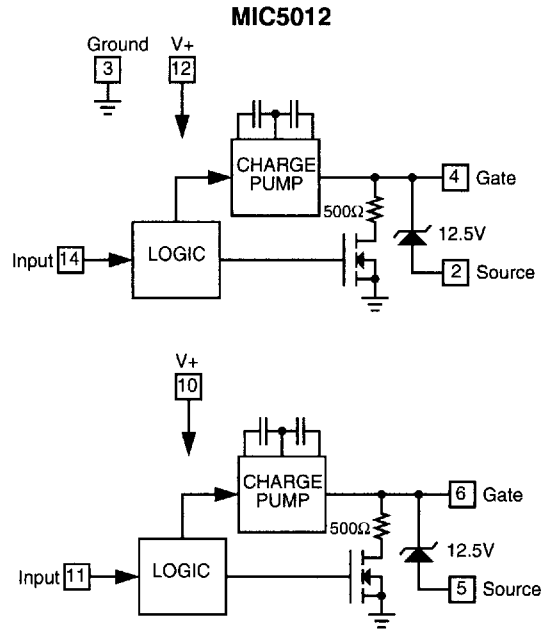 MIC5012
Ground V+
3 12
CHARGE
PUMP
4 Gate
500Ω
12.5V
Input 14 LOGIC
2 Source
V+
10
CHARGE
PUMP
6 Gate
500Ω
12.5V
Input 11 LOGIC
5 Source